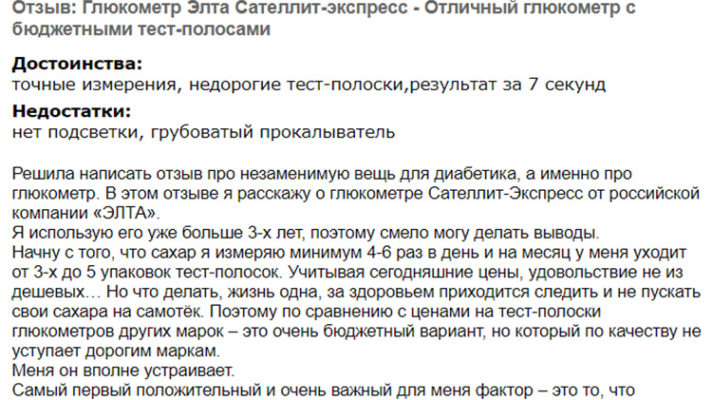 Отзыв: Глюкометр Элта Сателлит-экспресс - Отличный глюкометр с
бюджетными тест-полосами
Достоинства:
точные измерения, недорогие тест-полоски,результат за 7 секунд
Недостатки:
нет подсветки, грубоватый прокалыватель
Решила написать отзыв про незаменимую вещь для диабетика, а именно про
глюкометр. В этом отзыве я расскажу о глюкометре Сателлит-Экспресс от российской
компании «ЭЛТА».
Я использую его уже больше 3-х лет, поэтому смело могу делать выводы.
Начну с того, что сахар я измеряю минимум 4-6 раз в день и на месяц у меня уходит
от 3-х до 5 упаковок тест-полосок. Учитывая сегодняшние цены, удовольствие не из
дешевых… Но что делать, жизнь одна, за здоровьем приходится следить и не пускать
свои сахара на самотёк. Поэтому по сравнению с ценами на тест-полоски
глюкометров других марок – это очень бюджетный вариант, но который по качеству не
уступает дорогим маркам.
Меня он вполне устраивает.
Самый первый положительный и очень важный для меня фактор – это то, что